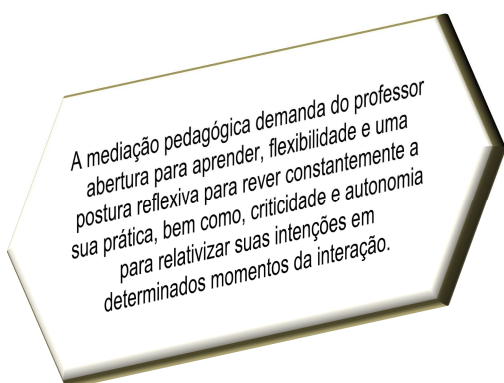 A mediação pedagógica demanda do professor
abertura para aprender, flexibilidade e uma
postura reflexiva para rever constantemente a
sua prática, bem como, criticidade e autonomia
para relativizar suas intenções em
determinados momentos da interação.